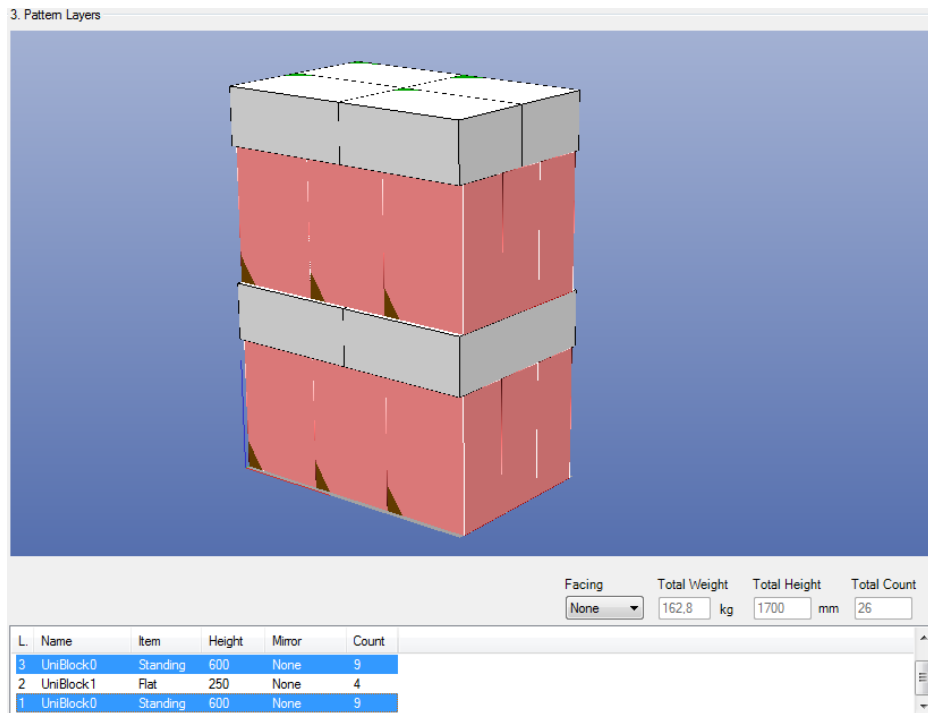 3. Pattern Layers
Facing Total Weight Total Height Total Count
None 162,8 kg 1700 mm 26
L. Name Item Height Mirror Count
3 UniBlock0 Standing 600 None 9
2 UniBlock1 Flat 250 None 4
1 UniBlock0 Standing 600 None 9